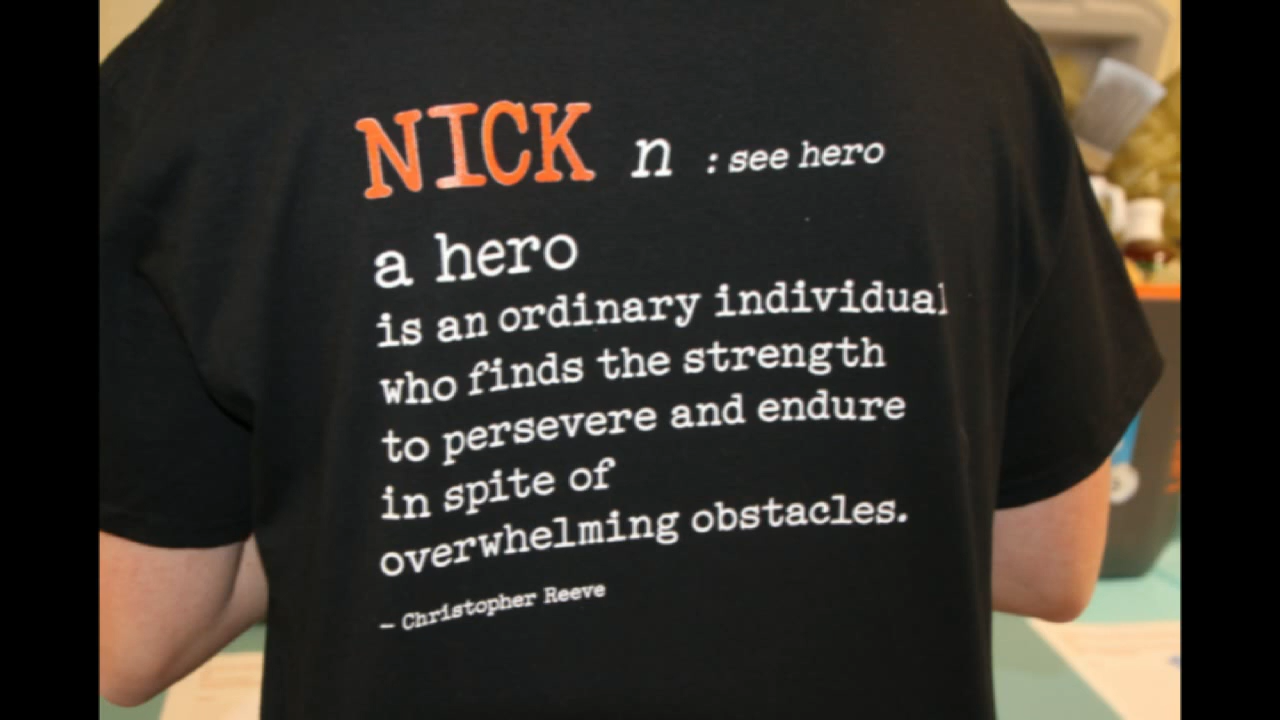 NICK n : see hero
a hero
is an ordinary individual
who finds the strength
to persevere and endure
in spite of
overwhelming obstacles.
– Christopher Reeve